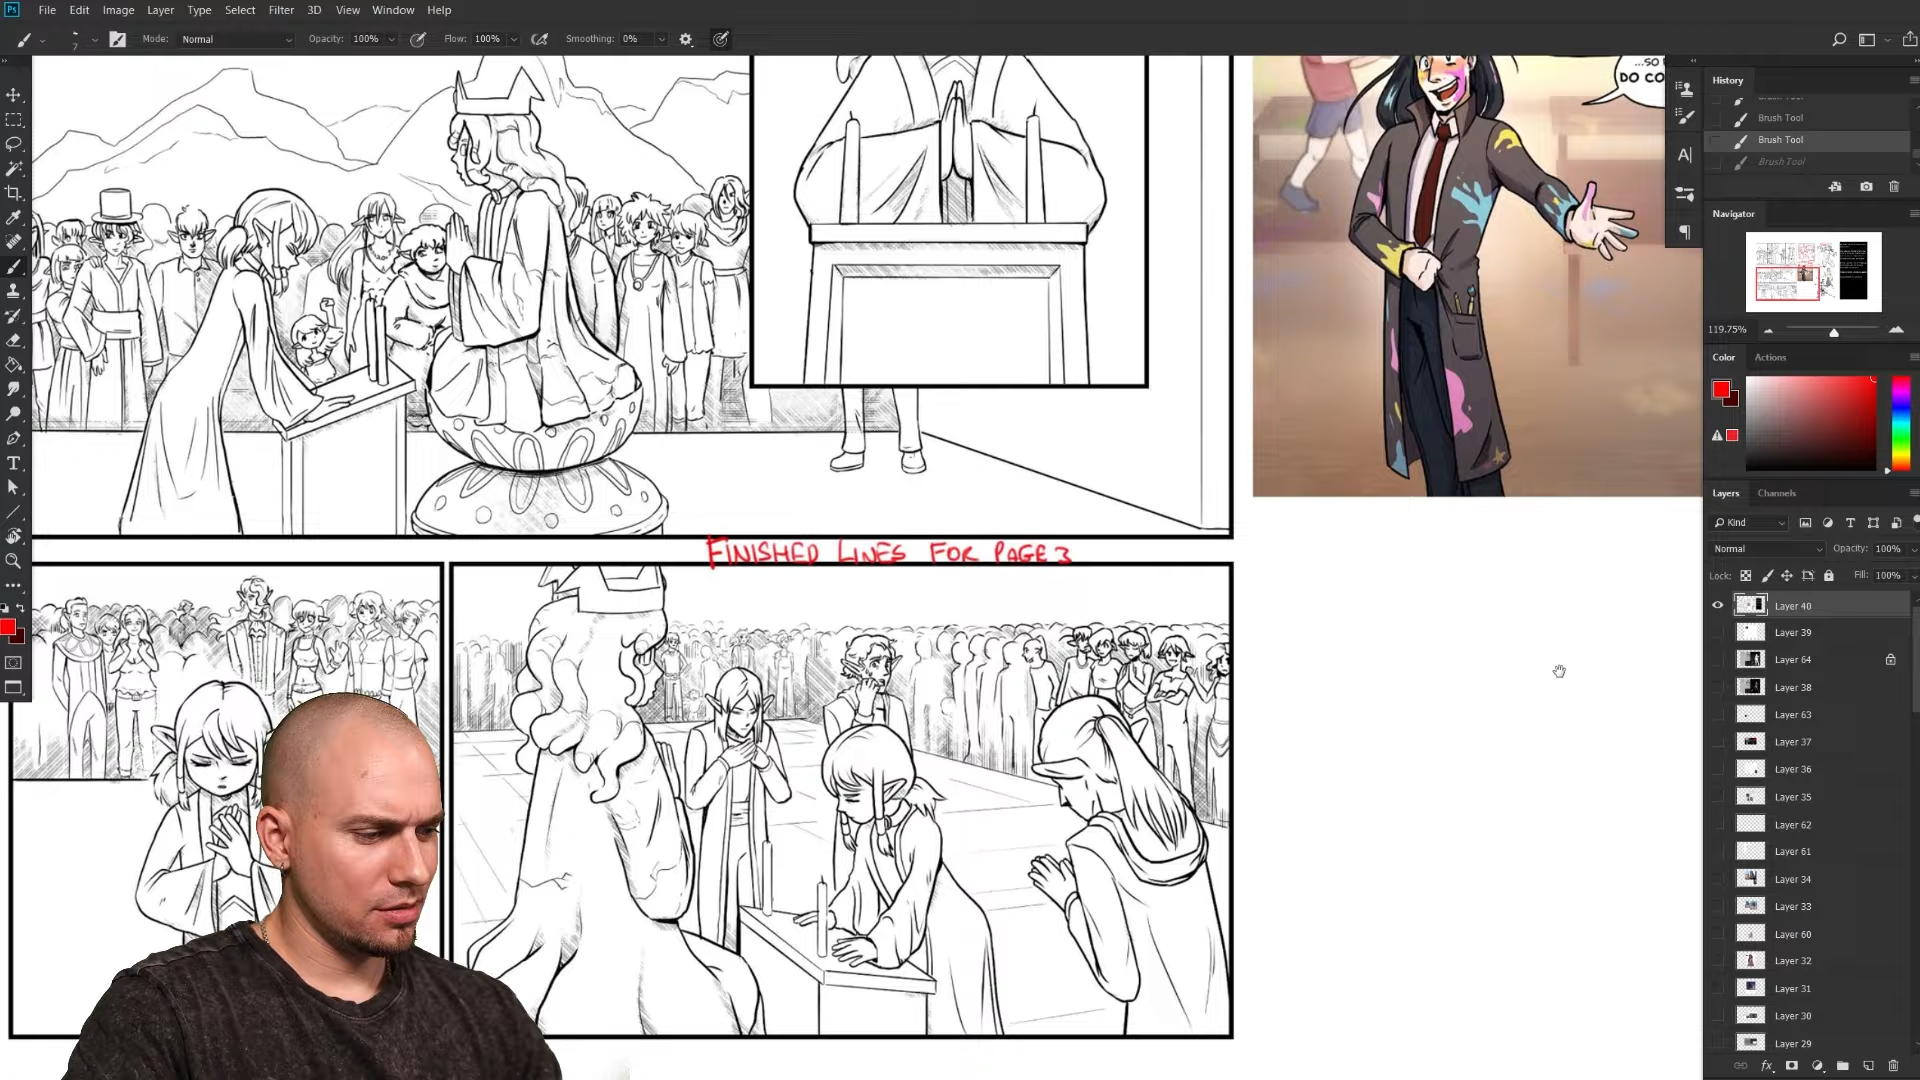 Ps File Edit Image Layer Type Select Filter 3D View Window Help
7 Mode: Normal Opacity: 100% Flow: 100% Smoothing: 0%
...SO
DO CO
History
Brush Tool
Brush Tool
Brush Tool
A
Navigator
119.75%
Color Actions
Layers Channels
Kind
Normal Opacity: 100%
Lock: Fill: 100%
Layer 40
Layer 39
Layer 64
Layer 38
Layer 63
Layer 37
Layer 36
Layer 35
Layer 62
Layer 61
Layer 34
Layer 33
Layer 60
Layer 32
Layer 31
Layer 30
Layer 29
fx
FINISHED LINES FOR PAGE 3